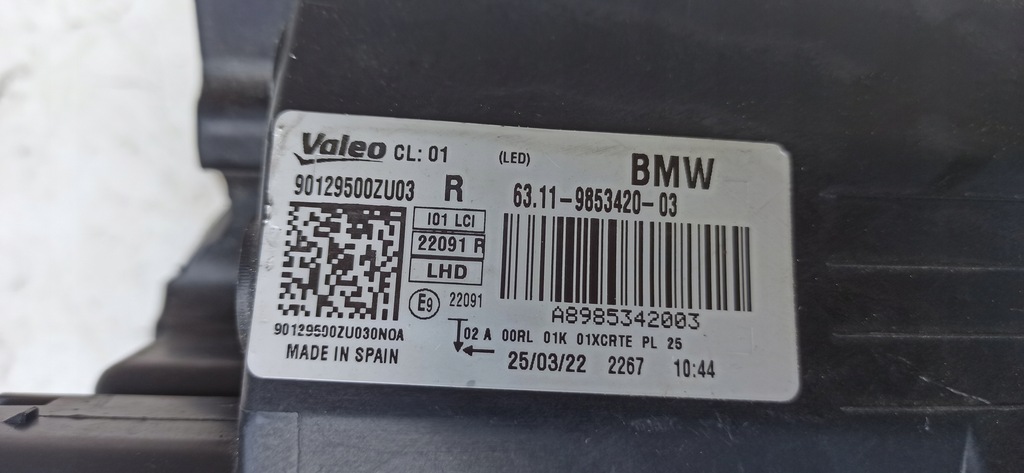 Valeo CL: 01 (LED) BMW
90129500ZU03 R 63.11-9853420-03
I01 LCI
22091 R
LHD
E9 22091
A8985342003
90129500ZU030N0A
02 A 00RL 01K 01XCRTE PL 25
MADE IN SPAIN 25/03/22 2267 10:44